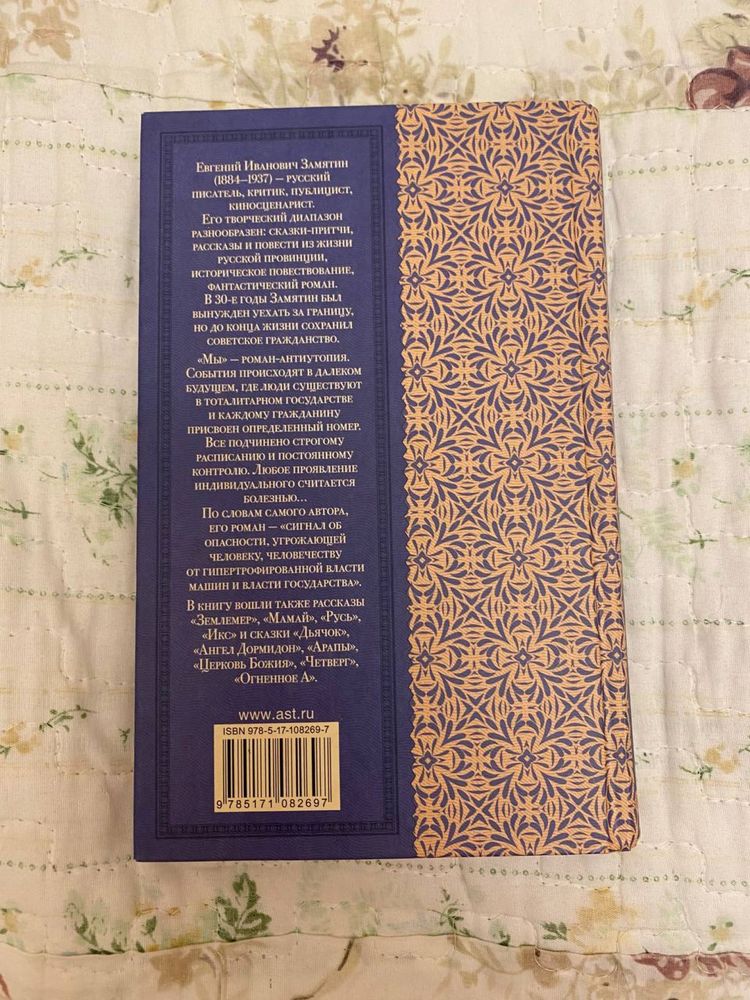 Евгений Иванович Замятин
(1884–1937) — русский
писатель, критик, публицист,
киносценарист.
Его творческий диапазон
разнообразен: сказки-притчи,
рассказы и повести из жизни
русской провинции,
историческое повествование,
фантастический роман.
В 30-е годы Замятин был
вынужден уехать за границу,
но до конца жизни сохранил
советское гражданство.
«Мы» — роман-антиутопия.
События происходят в далеком
будущем, где люди существуют
в тоталитарном государстве
и каждому гражданину
присвоен определенный номер.
Все подчинено строгому
расписанию и постоянному
контролю. Любое проявление
индивидуального считается
болезнью...
По словам самого автора,
его роман — «сигнал об
опасности, угрожающей
человеку, человечеству
от гипертрофированной власти
машин и власти государства».
В книгу вошли также рассказы
«Землемер», «Мамай», «Русь»,
«Икс» и сказки «Дьячок»,
«Ангел Дормидон», «Арапы»,
«Церковь Божия», «Четверг»,
«Огненное А».
www.ast.ru
ISBN 978-5-17-108269-7
9 785171 082697